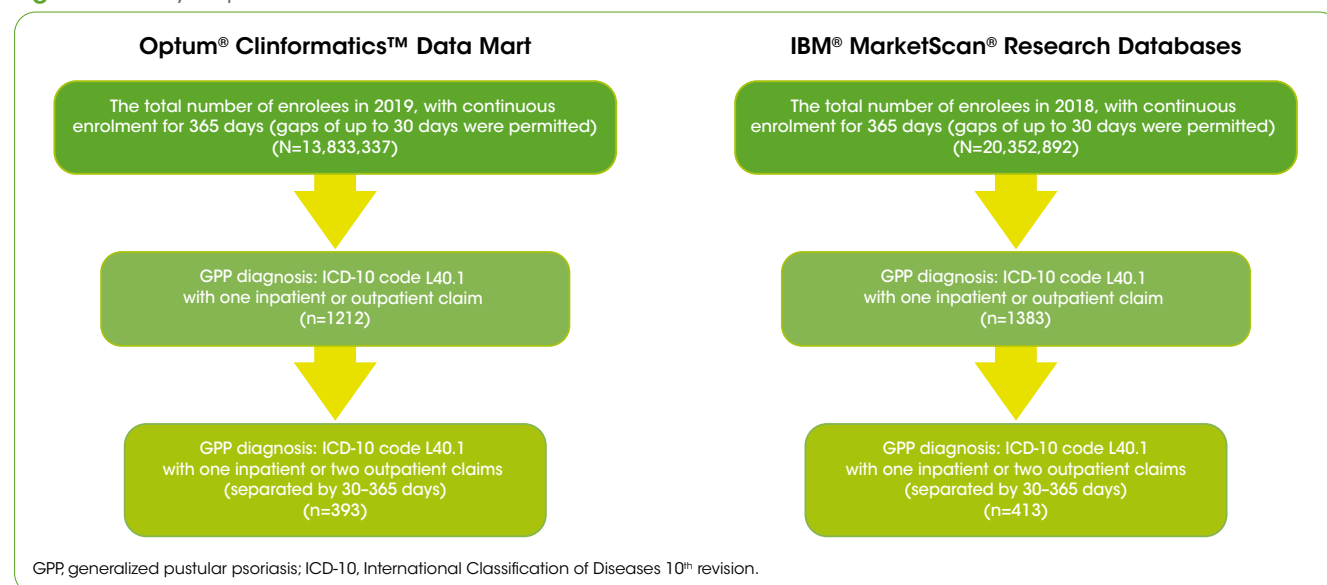 Optum® Clinformatics™ Data Mart
The total number of enrolees in 2019, with continuous
enrolment for 365 days (gaps of up to 30 days were permitted)
(N=13,833,337)
GPP diagnosis: ICD-10 code L40.1
with one inpatient or outpatient claim
(n=1212)
GPP diagnosis: ICD-10 code L40.1
with one inpatient or two outpatient claims
(separated by 30–365 days)
(n=393)
IBM® MarketScan® Research Databases
The total number of enrolees in 2018, with continuous
enrolment for 365 days (gaps of up to 30 days were permitted)
(N=20,352,892)
GPP diagnosis: ICD-10 code L40.1
with one inpatient or outpatient claim
(n=1383)
GPP diagnosis: ICD-10 code L40.1
with one inpatient or two outpatient claims
(separated by 30–365 days)
(n=413)
GPP, generalized pustular psoriasis; ICD-10, International Classification of Diseases 10th revision.